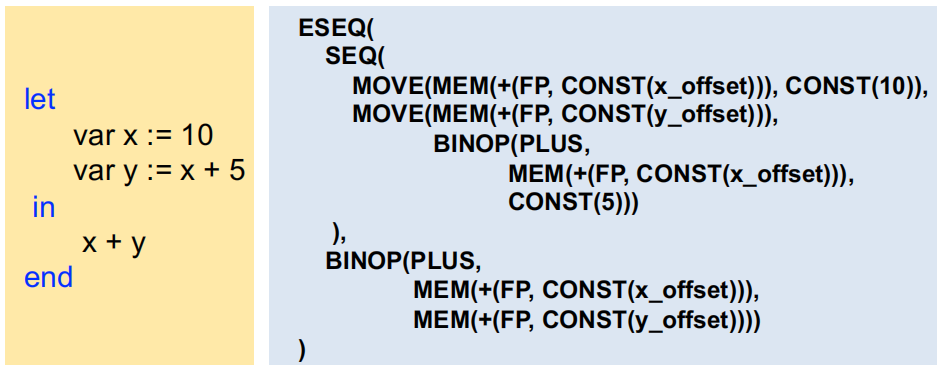 let
var x := 10
var y := x + 5
in
x + y
end
ESEQ(
SEQ(
MOVE(MEM(+(FP, CONST(x_offset))), CONST(10)),
MOVE(MEM(+(FP, CONST(y_offset))),
BINOP(PLUS,
MEM(+(FP, CONST(x_offset))),
CONST(5)))
),
BINOP(PLUS,
MEM(+(FP, CONST(x_offset))),
MEM(+(FP, CONST(y_offset))))
)